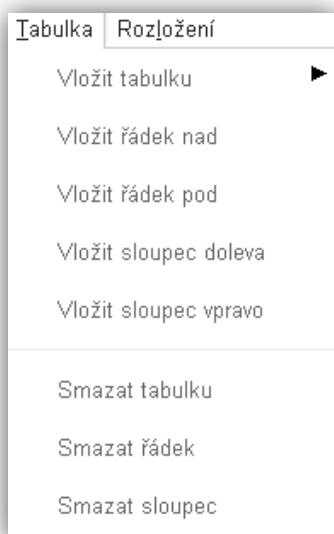 Tabulka Rozložení
Vložit tabulku
Vložit řádek nad
Vložit řádek pod
Vložit sloupec doleva
Vložit sloupec vpravo
Smazat tabulku
Smazat řádek
Smazat sloupec